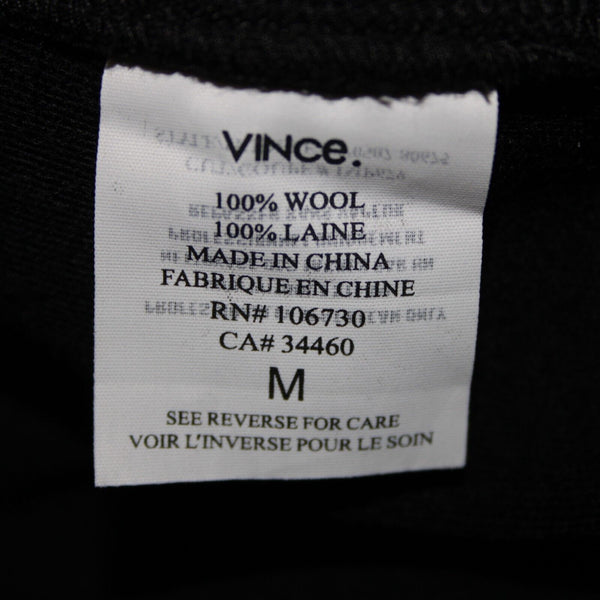 VINce.
100% WOOL
100% LAINE
MADE IN CHINA
FABRIQUE EN CHINE
RN# 106730
CA# 34460
M
SEE REVERSE FOR CARE
VOIR L'INVERSE POUR LE SOIN